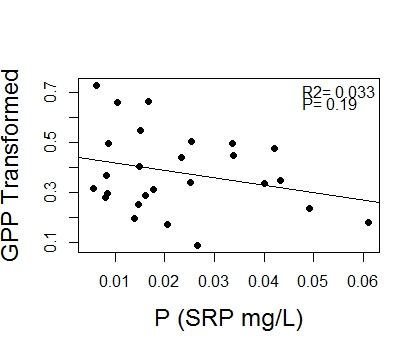 R2= 0.033
P= 0.19
GPP Transformed
0.7
0.5
0.3
0.1
0.01 0.02 0.03 0.04 0.05 0.06
P (SRP mg/L)